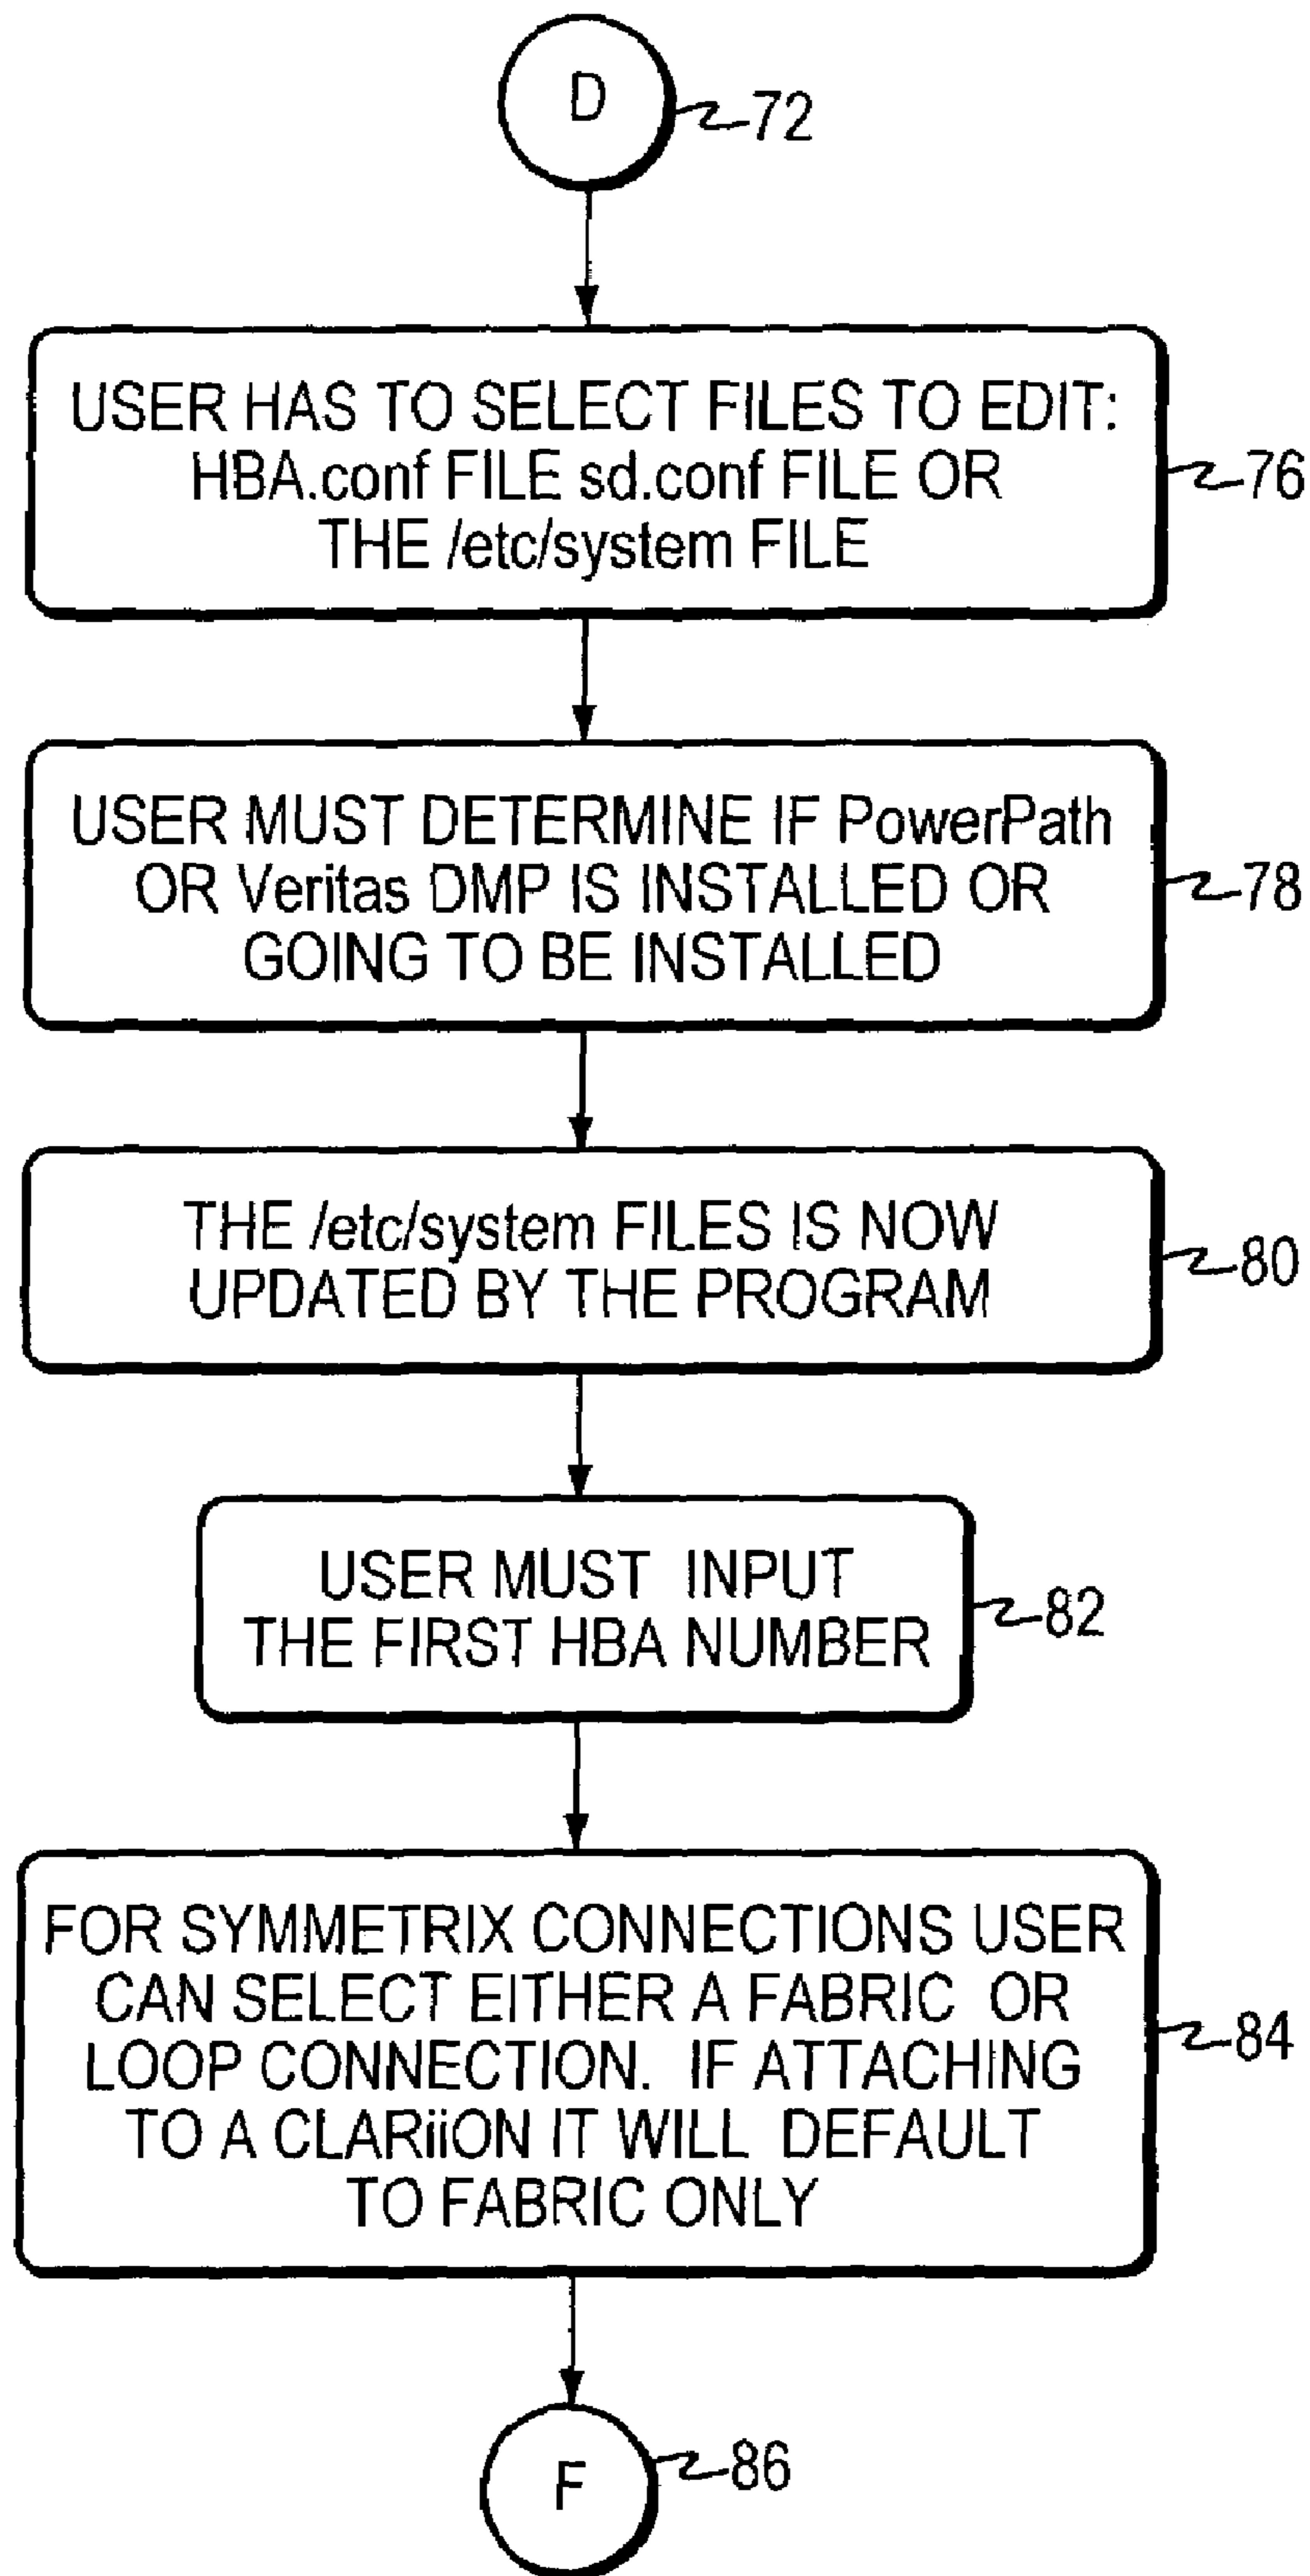 D
72
USER HAS TO SELECT FILES TO EDIT:
HBA.conf FILE sd.conf FILE OR
THE /etc/system FILE
76
USER MUST DETERMINE IF PowerPath
OR Veritas DMP IS INSTALLED OR
GOING TO BE INSTALLED
78
THE /etc/system FILES IS NOW
UPDATED BY THE PROGRAM
80
USER MUST INPUT
THE FIRST HBA NUMBER
82
FOR SYMMETRIX CONNECTIONS USER
CAN SELECT EITHER A FABRIC OR
LOOP CONNECTION. IF ATTACHING
TO A CLARiiON IT WILL DEFAULT
TO FABRIC ONLY
84
F
86